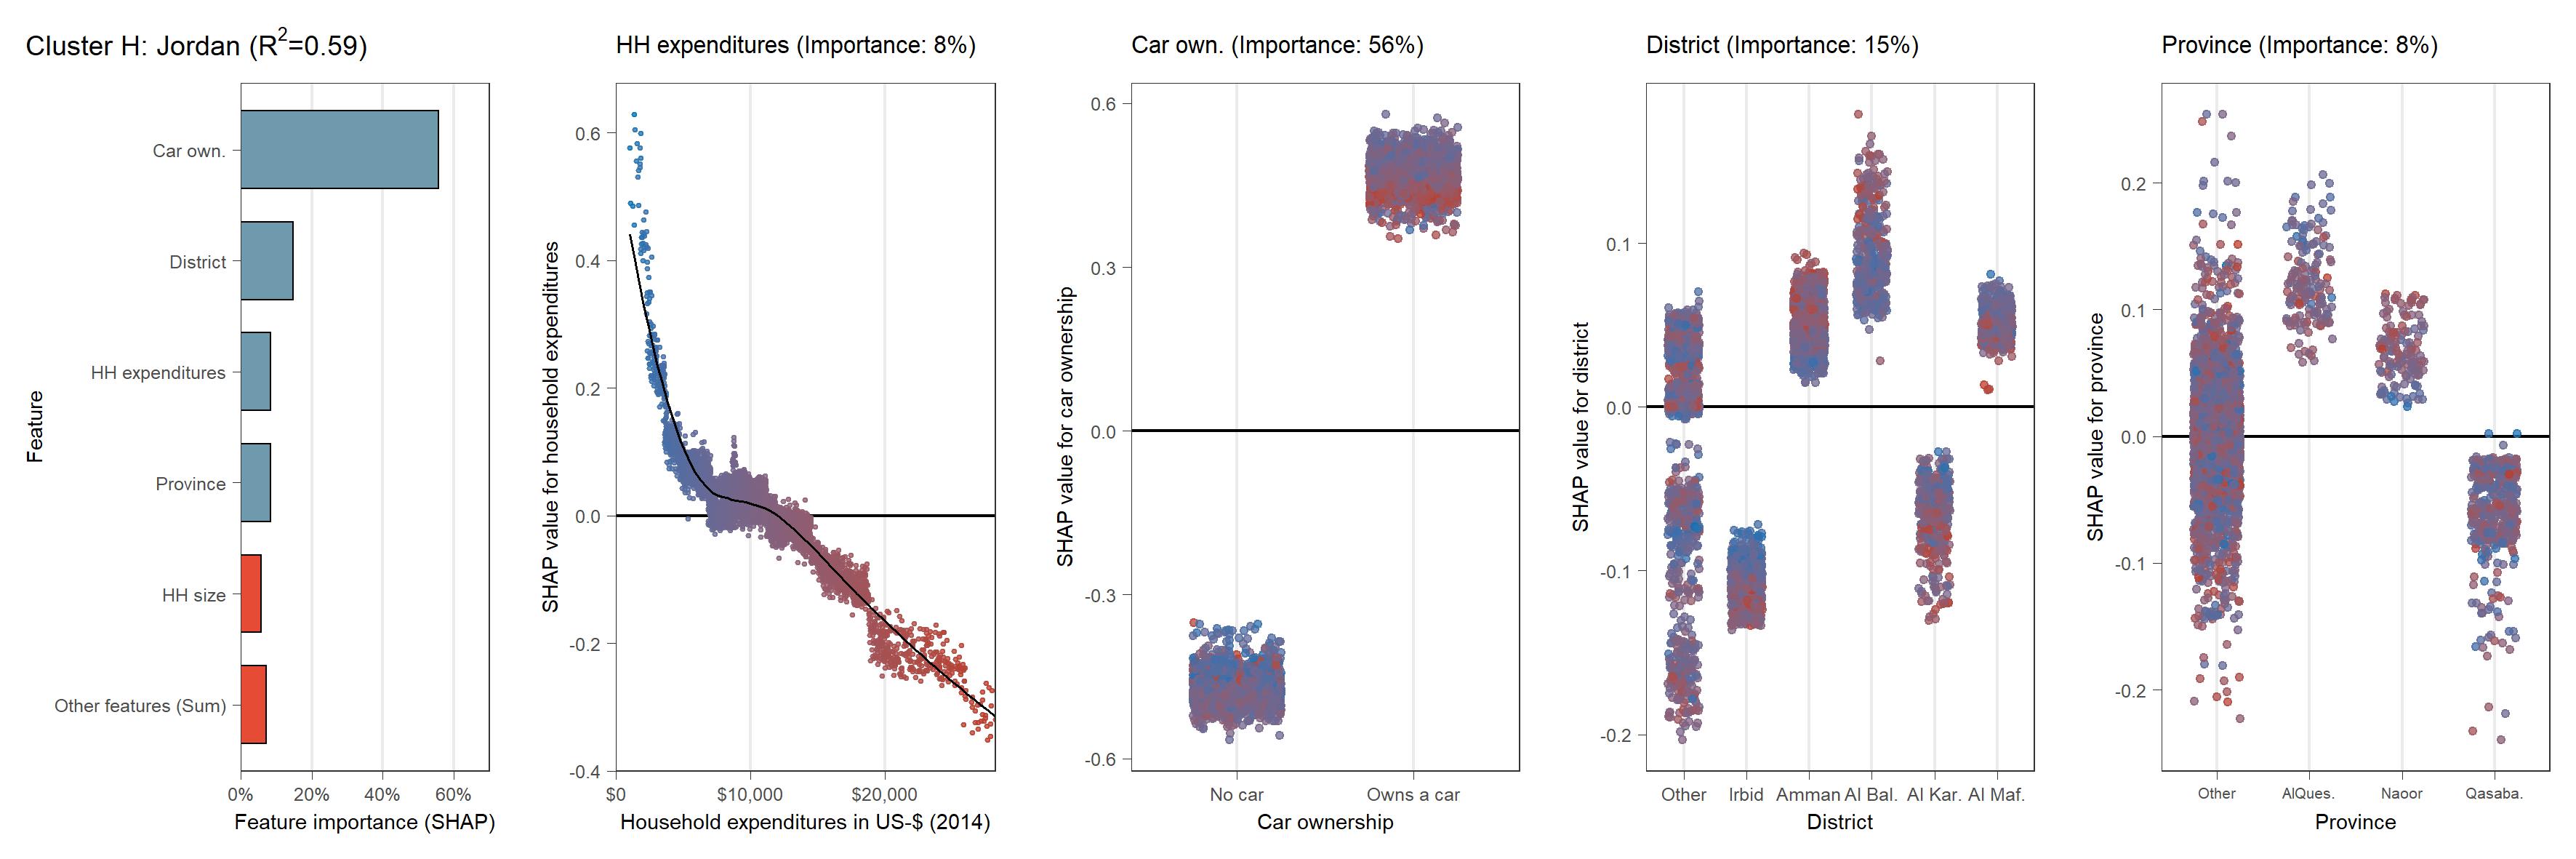 Cluster H: Jordan (R²=0.59)
Feature
Car own.
District
HH expenditures
Province
HH size
Other features (Sum)
0% 20% 40% 60%
Feature importance (SHAP)
HH expenditures (Importance: 8%)
SHAP value for household expenditures
0.6
0.4
0.2
0.0
-0.2
-0.4
$0 $10,000 $20,000
Household expenditures in US-$ (2014)
Car own. (Importance: 56%)
SHAP value for car ownership
0.6
0.3
0.0
-0.3
-0.6
No car Owns a car
Car ownership
District (Importance: 15%)
SHAP value for district
0.1
0.0
-0.1
-0.2
Other Irbid Amman Al Bal. Al Kar. Al Maf.
District
Province (Importance: 8%)
SHAP value for province
0.2
0.1
0.0
-0.1
-0.2
Other AlQues. Naoor Qasaba.
Province